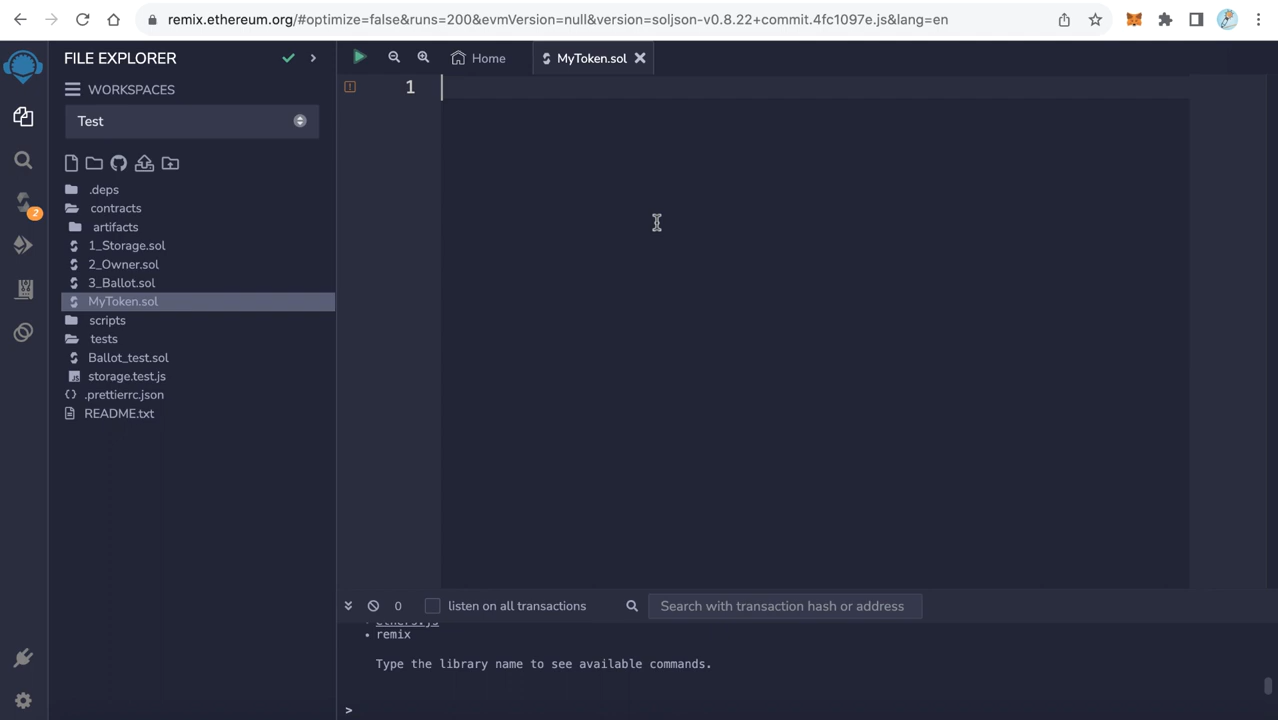 remix.ethereum.org/#optimize=false&runs=200&evmVersion=null&version=soljson-v0.8.22+commit.4fc1097e.js&lang=en
FILE EXPLORER
WORKSPACES
Test
.deps
contracts
artifacts
1_Storage.sol
2_Owner.sol
3_Ballot.sol
MyToken.sol
scripts
tests
Ballot_test.sol
storage.test.js
.prettierrc.json
README.txt
2
Home
MyToken.sol
1
0
listen on all transactions
Search with transaction hash or address
• ethers.js
• remix
Type the library name to see available commands.
>